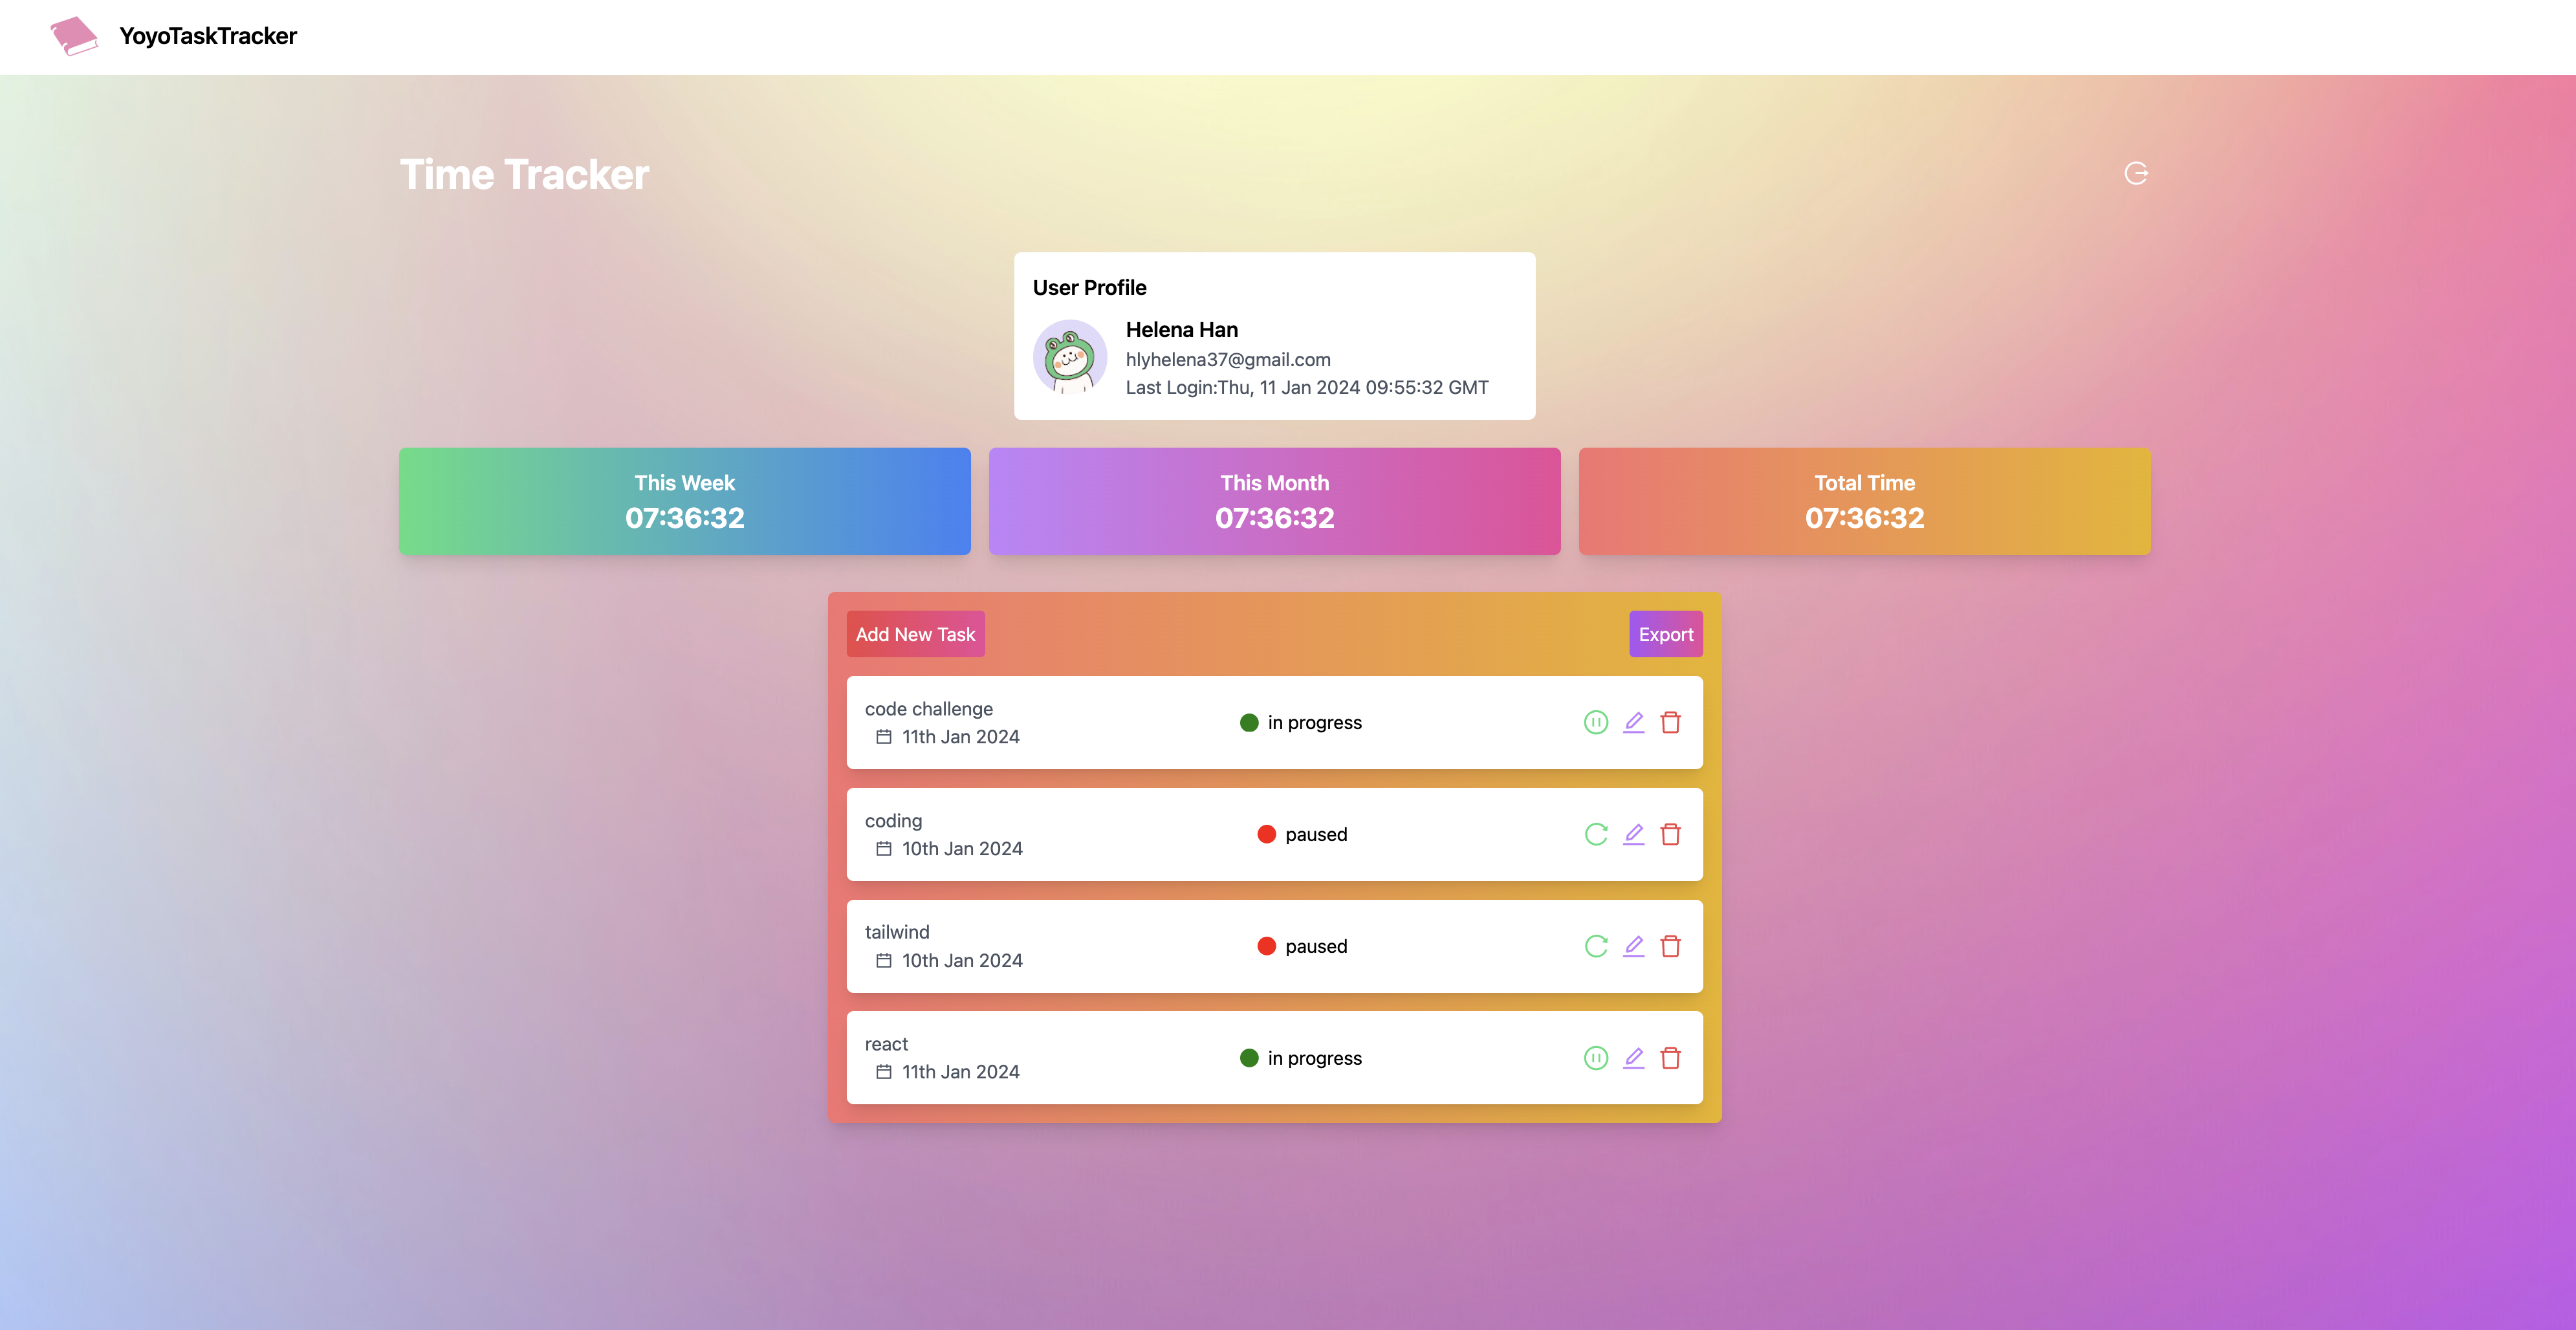 YoyoTaskTracker
Time Tracker
User Profile
Helena Han
hlyhelena37@gmail.com
Last Login:Thu, 11 Jan 2024 09:55:32 GMT
This Week
07:36:32
This Month
07:36:32
Total Time
07:36:32
Add New Task
Export
code challenge
11th Jan 2024
in progress
coding
10th Jan 2024
paused
tailwind
10th Jan 2024
paused
react
11th Jan 2024
in progress